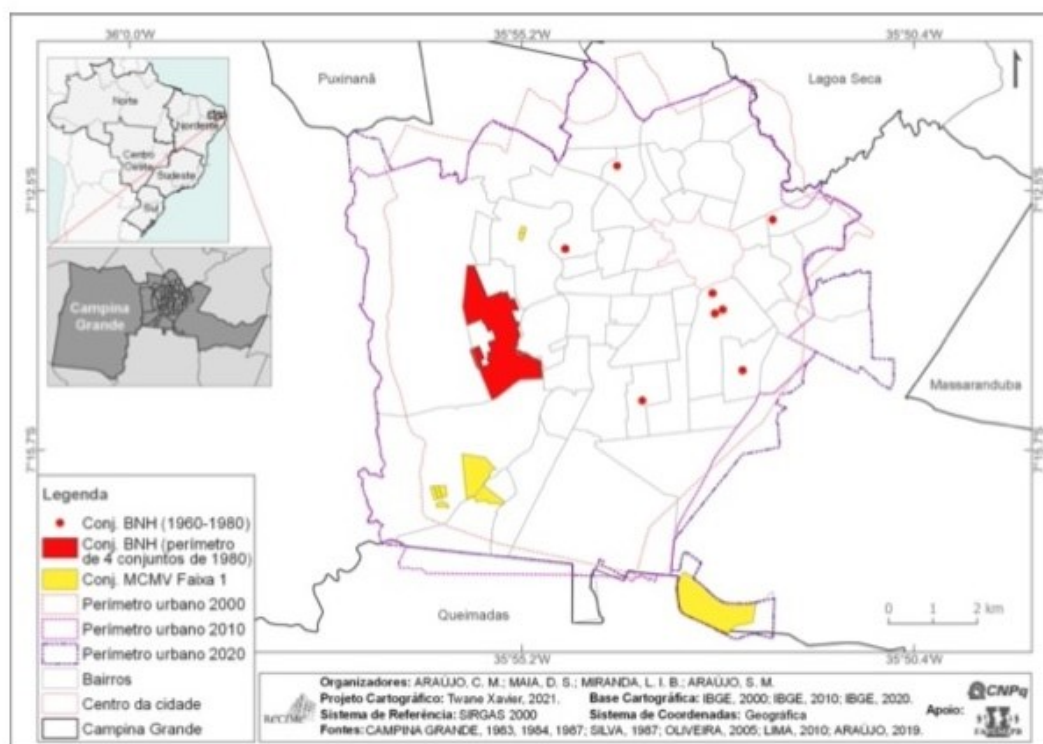 36°0.0'W
35°55.2'W
35°50.4'W
Puxinanã
Lagoa Seca
Norte
Nordeste
Centro
Oeste
Sudeste
Sul
7°12.5'S
7°12.5'S
Campina
Grande
Massaranduba
7°15.7'S
7°15.7'S
Legenda
Conj. BNH (1960-1980)
Conj. BNH (perímetro
de 4 conjuntos de 1980)
Conj. MCMV Faixa 1
Perímetro urbano 2000
Perímetro urbano 2010
Perímetro urbano 2020
Bairros
Centro da cidade
Campina Grande
Queimadas
0 1 2 km
35°55.2'W
35°50.4'W
Organizadores: ARAÚJO, C. M.; MAIA, D. S.; MIRANDA, L. I. B.; ARAÚJO, S. M.
Projeto Cartográfico: Twane Xavier, 2021. Base Cartográfica: IBGE, 2000; IBGE, 2010; IBGE, 2020.
Sistema de Referência: SIRGAS 2000 Sistema de Coordenadas: Geográfica
Fontes: CAMPINA GRANDE, 1983, 1984, 1987; SILVA, 1987; OLIVEIRA, 2005; LIMA, 2010; ARAÚJO, 2019.
Apoio:
CNPq